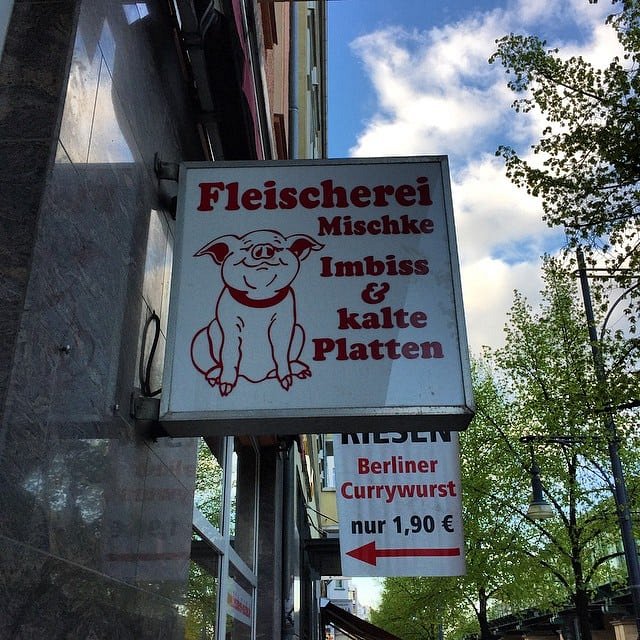 Fleischerei
Mischke
Imbiss
&
kalte
Platten
RIESEN
Berliner
Currywurst
nur 1,90 €